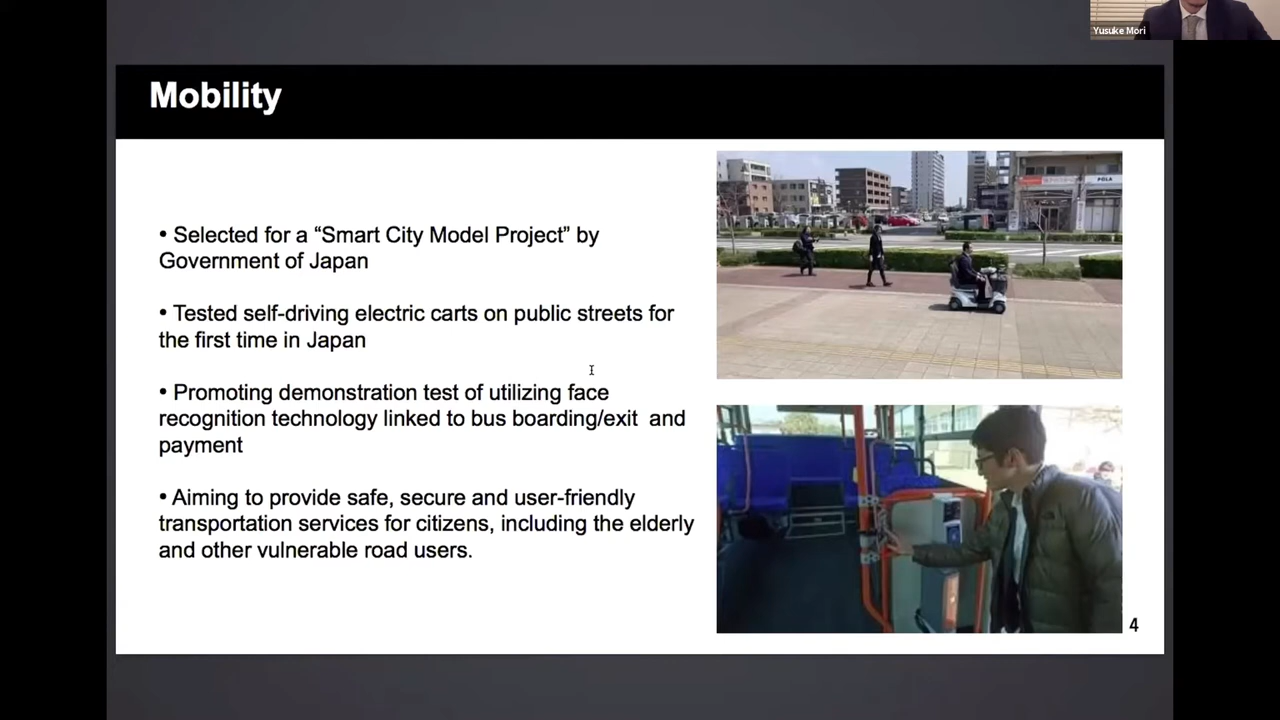 Yusuke Mori
Mobility
• Selected for a “Smart City Model Project” by
Government of Japan
• Tested self-driving electric carts on public streets for
the first time in Japan
• Promoting demonstration test of utilizing face
recognition technology linked to bus boarding/exit and
payment
• Aiming to provide safe, secure and user-friendly
transportation services for citizens, including the elderly
and other vulnerable road users.
POLA
4